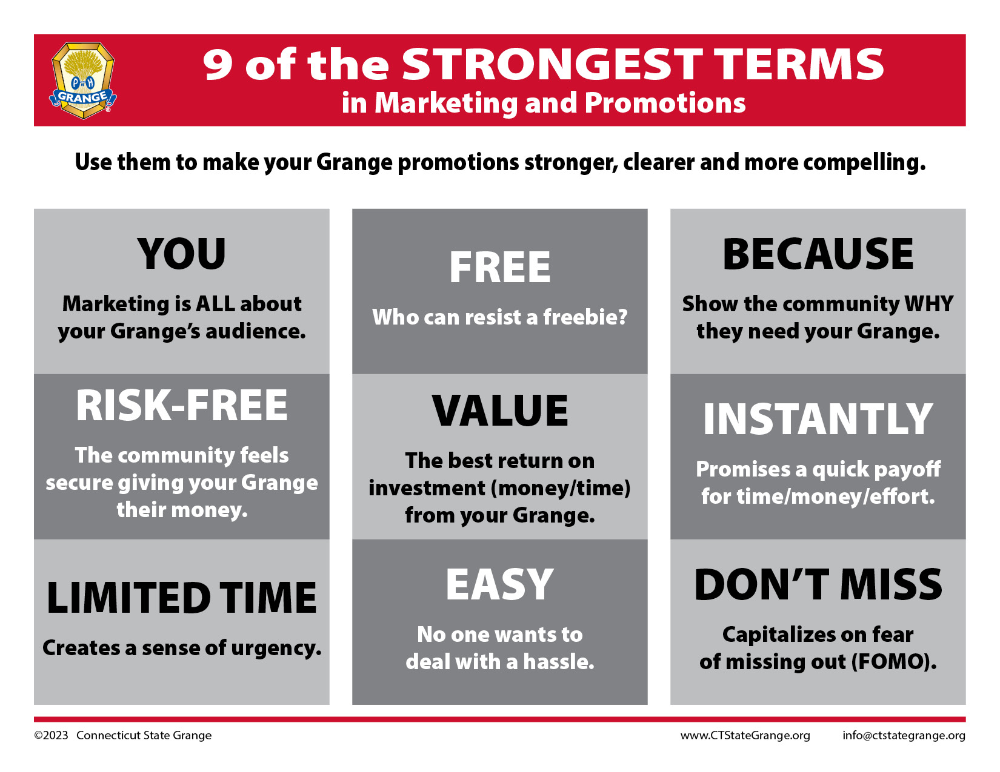 P H
GRANGE
®
9 of the STRONGEST TERMS
in Marketing and Promotions
Use them to make your Grange promotions stronger, clearer and more compelling.
YOU
Marketing is ALL about
your Grange’s audience.
FREE
Who can resist a freebie?
BECAUSE
Show the community WHY
they need your Grange.
RISK-FREE
The community feels
secure giving your Grange
their money.
VALUE
The best return on
investment (money/time)
from your Grange.
INSTANTLY
Promises a quick payoff
for time/money/effort.
LIMITED TIME
Creates a sense of urgency.
EASY
No one wants to
deal with a hassle.
DON’T MISS
Capitalizes on fear
of missing out (FOMO).
©2023 Connecticut State Grange
www.CTStateGrange.org info@ctstategrange.org